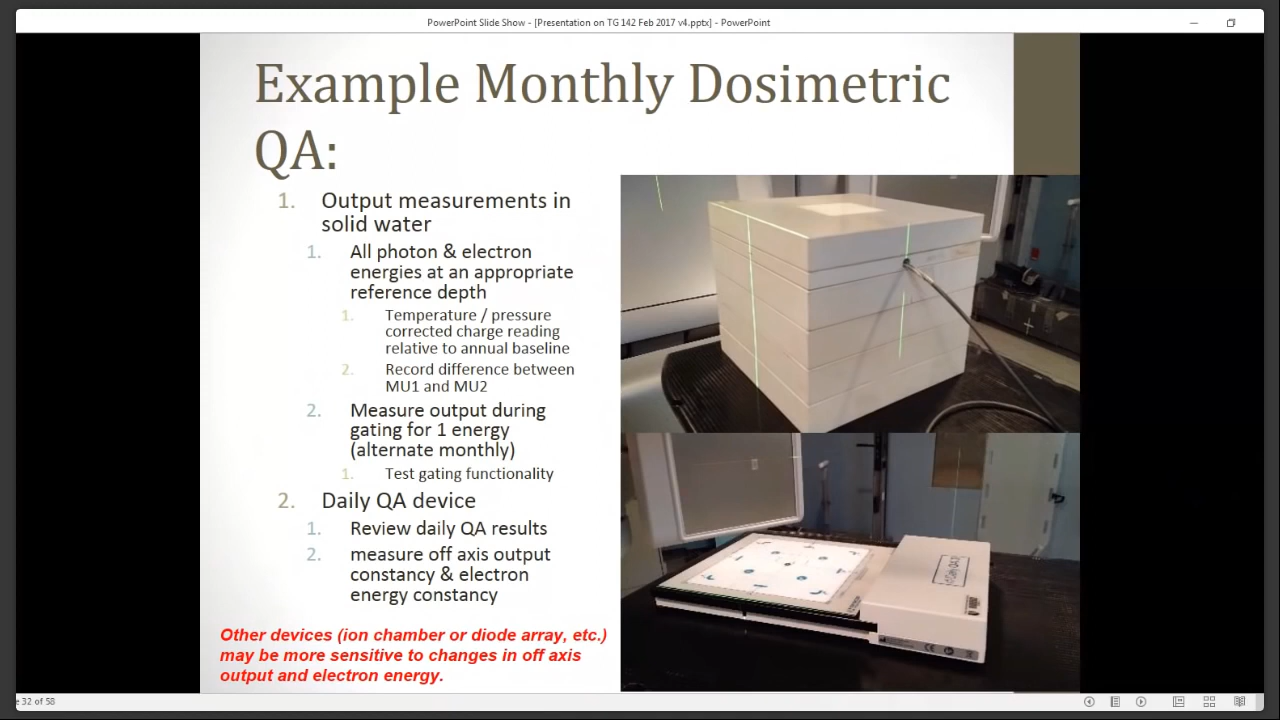 PowerPoint Slide Show - [Presentation on TG 142 Feb 2017 v4.pptx] - PowerPoint
Example Monthly Dosimetric
QA:
1. Output measurements in
solid water
1. All photon & electron
energies at an appropriate
reference depth
1. Temperature / pressure
corrected charge reading
relative to annual baseline
2. Record difference between
MU1 and MU2
2. Measure output during
gating for 1 energy
(alternate monthly)
1. Test gating functionality
2. Daily QA device
1. Review daily QA results
2. measure off axis output
constancy & electron
energy constancy
Other devices (ion chamber or diode array, etc.)
may be more sensitive to changes in off axis
output and electron energy.
e 32 of 58